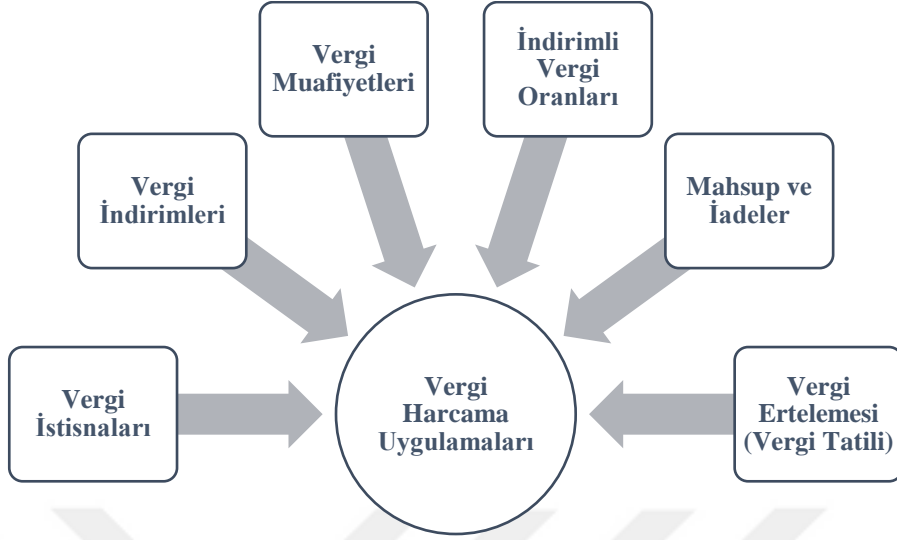 Vergi
Muafiyetleri
İndirimli
Vergi
Oranları
Vergi
İndirimleri
Mahsup ve
İadeler
Vergi
İstisnaları
Vergi
Harcama
Uygulamaları
Vergi
Ertelemesi
(Vergi Tatili)